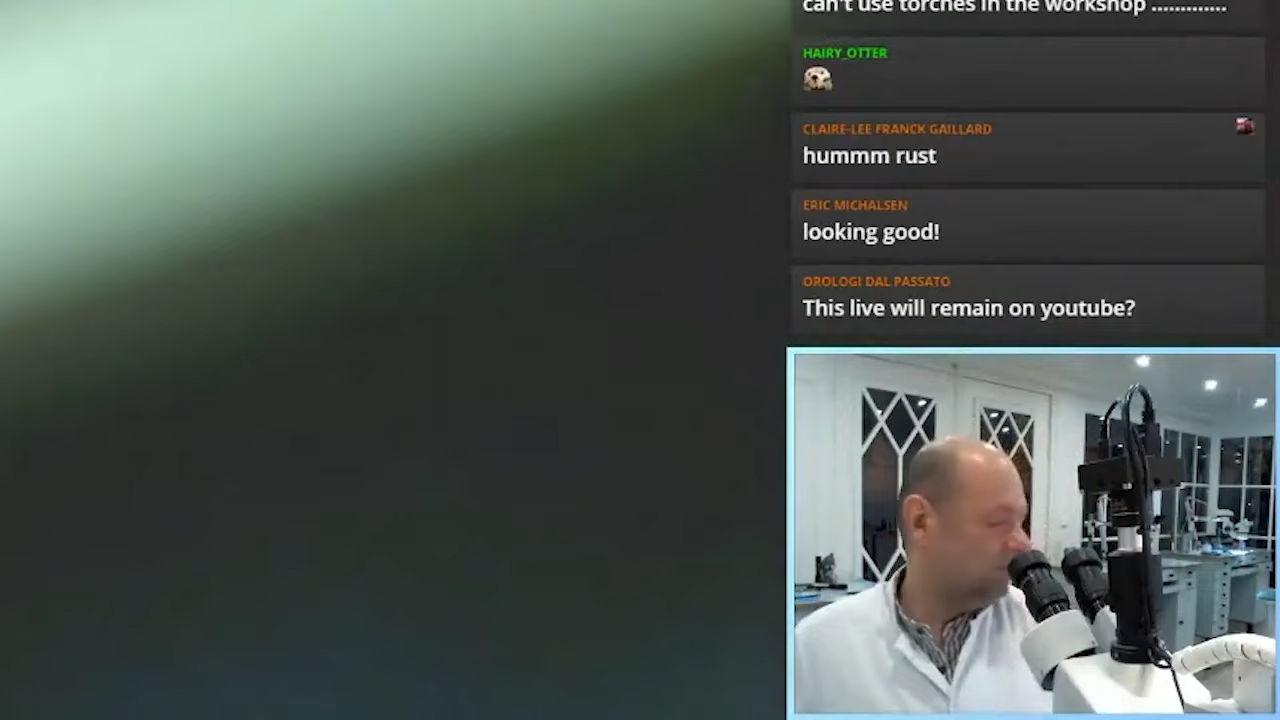 can't use torches in the workshop .............
HAIRY_OTTER
CLAIRE-LEE FRANCK GAILLARD
hummm rust
ERIC MICHALSEN
looking good!
OROLOGI DAL PASSATO
This live will remain on youtube?